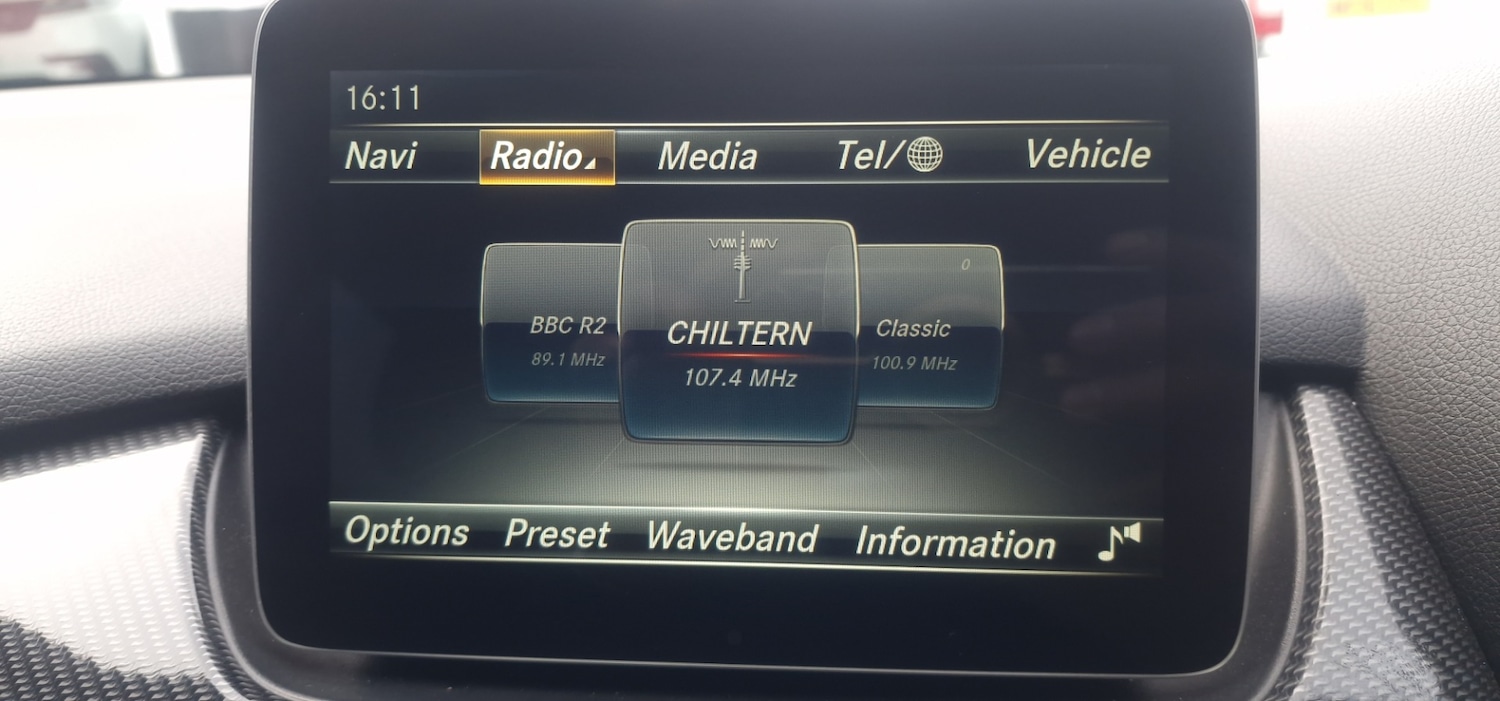 16:11
Navi Radio Media Tel/ Vehicle
0
BBC R2 CHILTERN Classic
89.1 MHz 107.4 MHz 100.9 MHz
Options Preset Waveband Information